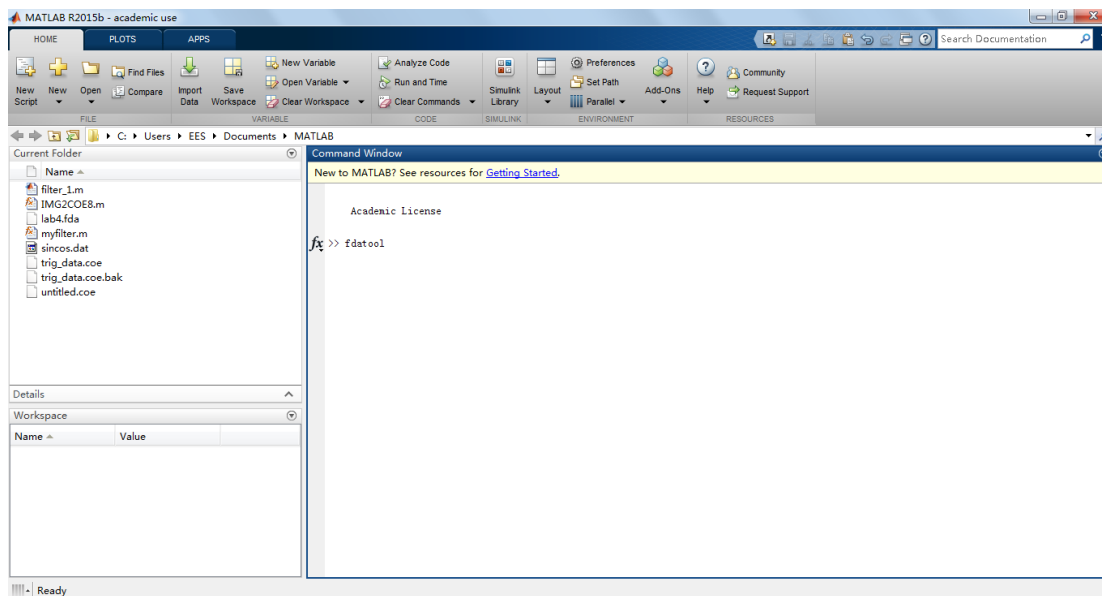 MATLAB R2015b - academic use
HOME PLOTS APPS
Search Documentation
New Script
New
Open
Find Files
Compare
Import Data
Save Workspace
New Variable
Open Variable
Clear Workspace
Analyze Code
Run and Time
Clear Commands
Simulink Library
Layout
Preferences
Set Path
Parallel
Add-Ons
Help
Community
Request Support
FILE VARIABLE CODE SIMULINK ENVIRONMENT RESOURCES
C: Users EES Documents MATLAB
Current Folder
Name
filter_1.m
IMG2COE8.m
lab4.fda
myfilter.m
sincos.dat
trig_data.coe
trig_data.coe.bak
untitled.coe
Details
Workspace
Name Value
Command Window
New to MATLAB? See resources for Getting Started.
Academic License
fx >> fdatool
Ready